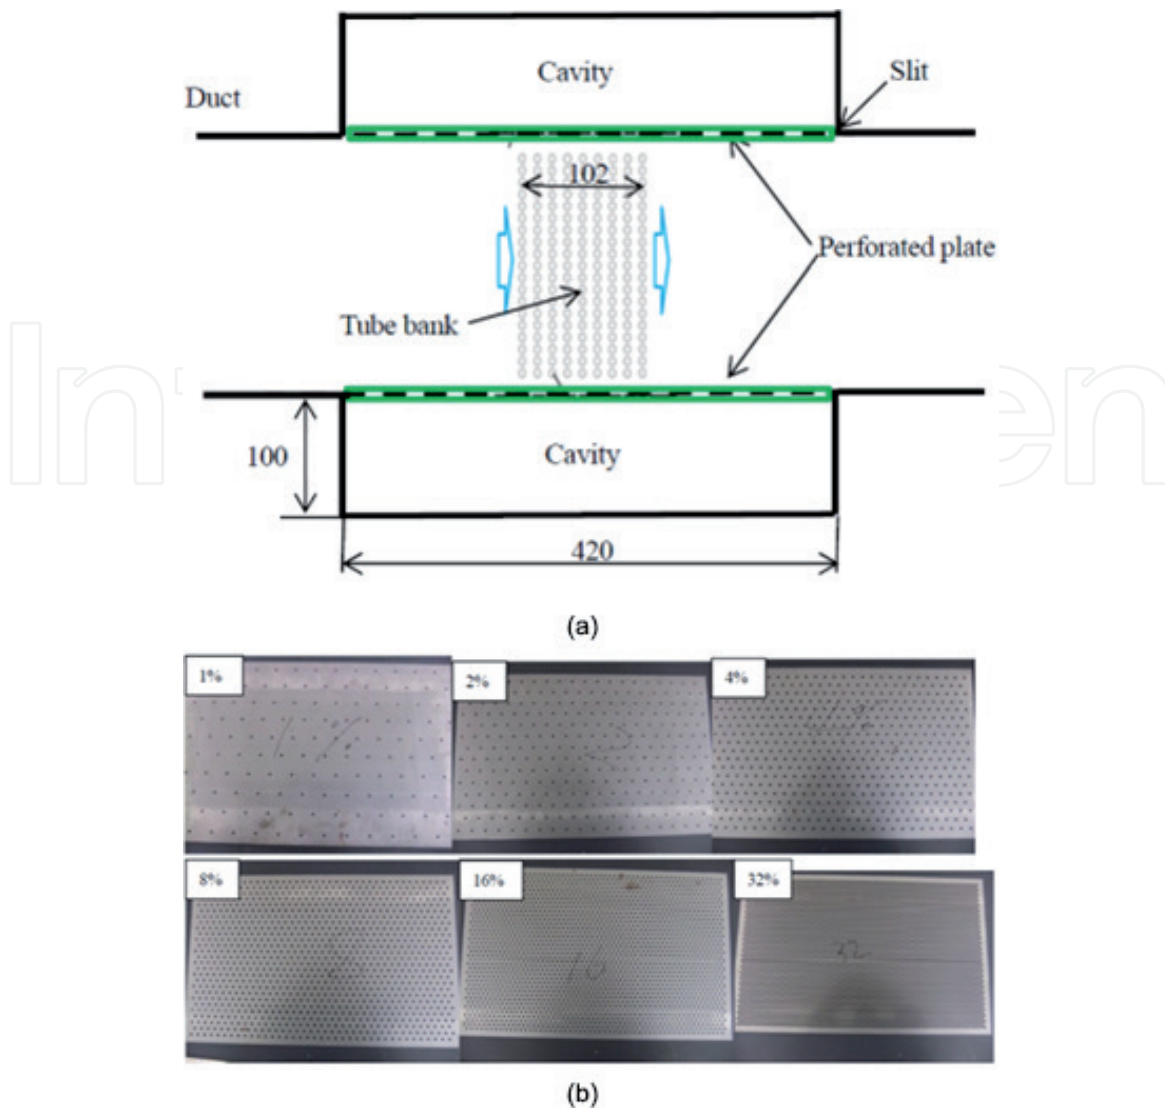 (a)
Cavity
Slit
Duct
102
Perforated plate
Tube bank
100
Cavity
420
(a)
1%
2%
4%
8%
16%
32%
16
32
(b)